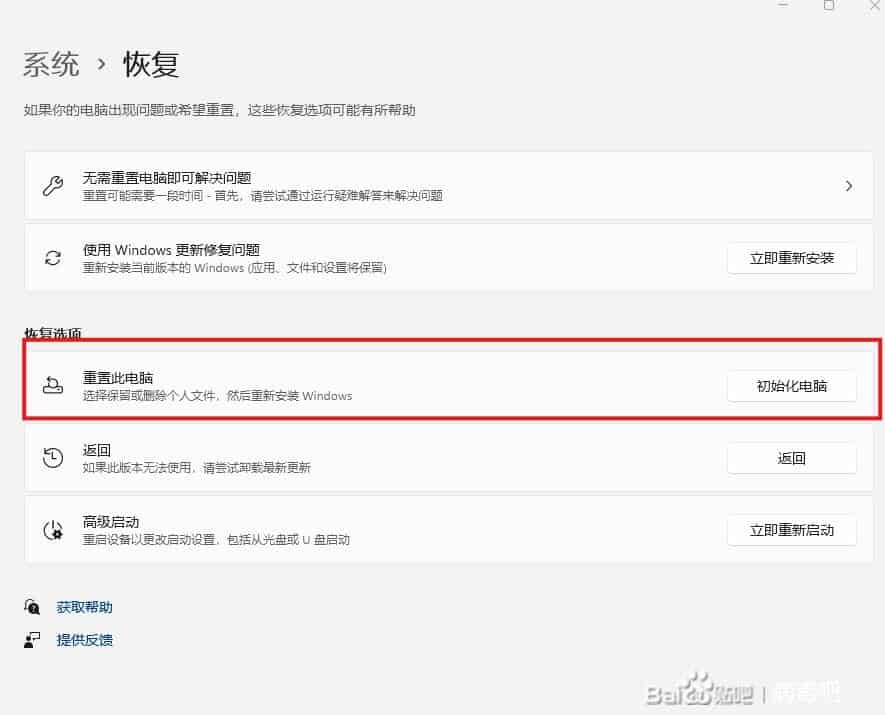 系统 › 恢复
如果你的电脑出现问题或希望重置，这些恢复选项可能有所帮助
无需重置电脑即可解决问题
重置可能需要一段时间 - 首先，请尝试通过运行疑难解答来解决问题
使用 Windows 更新修复问题
重新安装当前版本的 Windows (应用、文件和设置将保留)
立即重新安装
恢复选项
重置此电脑
选择保留或删除个人文件，然后重新安装 Windows
初始化电脑
返回
如果此版本无法使用，请尝试卸载最新更新
返回
高级启动
重启设备以更改启动设置，包括从光盘或 U 盘启动
立即重新启动
获取帮助
提供反馈
Bai贴吧 | 病毒吧